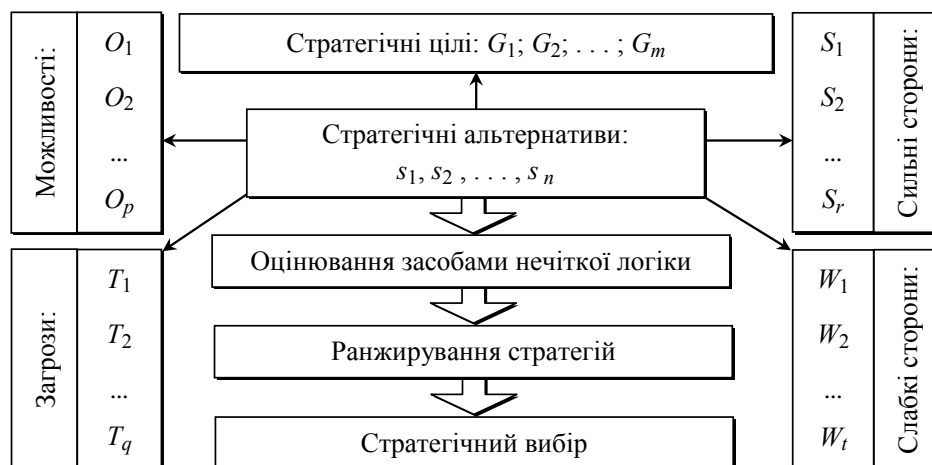 Можливості:
O1
O2
...
Op
Стратегічні цілі: G1; G2; . . . ; Gm
Стратегічні альтернативи:
s1, s2 , . . . , s n
S1
S2
...
Sr
Сильні сторони:
Загрози:
T1
T2
...
Tq
Оцінювання засобами нечіткої логіки
Ранжирування стратегій
Стратегічний вибір
W1
W2
...
Wt
Слабкі сторони: